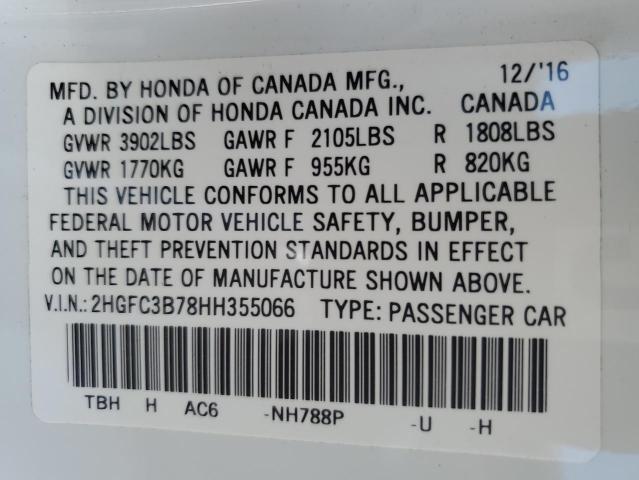 MFD. BY HONDA OF CANADA MFG., 12/'16
A DIVISION OF HONDA CANADA INC. CANADA
GVWR 3902LBS GAWR F 2105LBS R 1808LBS
GVWR 1770KG GAWR F 955KG R 820KG
THIS VEHICLE CONFORMS TO ALL APPLICABLE
FEDERAL MOTOR VEHICLE SAFETY, BUMPER,
AND THEFT PREVENTION STANDARDS IN EFFECT
ON THE DATE OF MANUFACTURE SHOWN ABOVE.
V.I.N.: 2HGFC3B78HH355066 TYPE: PASSENGER CAR
TBH H AC6 -NH788P -U -H